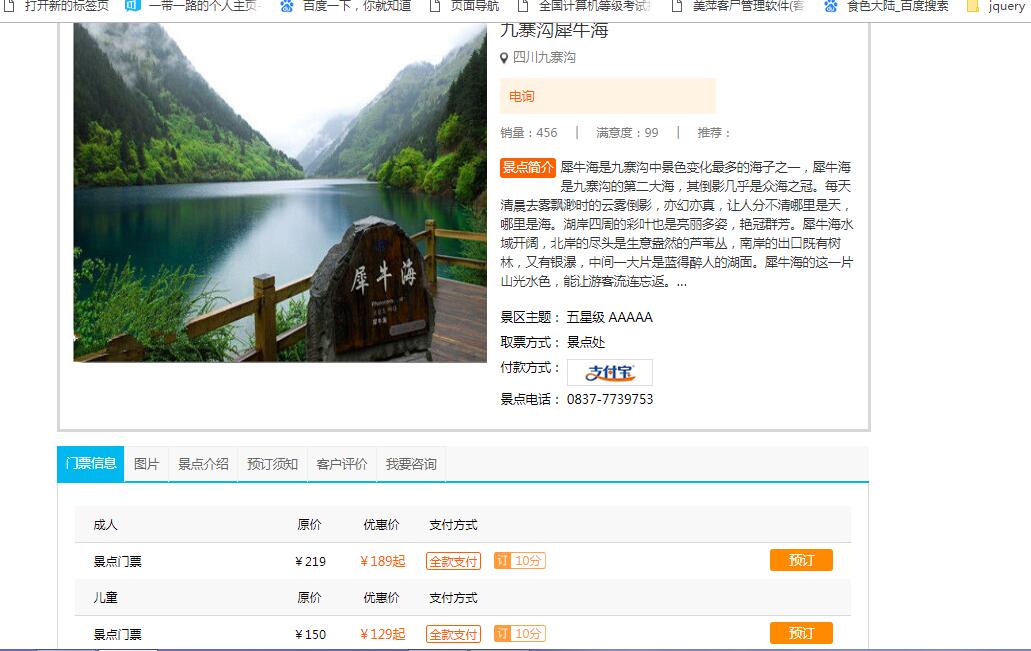 打开新的标签页
一带一路的个人主页-
百度一下，你就知道
页面导航
全国计算机等级考试
美萍客户管理软件(客
食色大陆_百度搜索
jquery
九寨沟犀牛海
四川九寨沟
电询
销量：456 | 满意度：99 | 推荐：
景点简介 犀牛海是九寨沟中景色变化最多的海子之一，犀牛海
是九寨沟的第二大海，其倒影几乎是众海之冠。每天
清晨去雾飘渺时的云雾倒影，亦幻亦真，让人分不清哪里是天，
哪里是海。湖岸四周的彩叶也是亮丽多姿，艳冠群芳。犀牛海水
域开阔，北岸的尽头是生意盎然的芦苇丛，南岸的出口既有树
林，又有银瀑，中间一大片是蓝得醉人的湖面。犀牛海的这一片
山光水色，能让游客流连忘返。...
犀牛海
景区主题： 五星级 AAAAA
取票方式： 景点处
付款方式： 支付宝
景点电话： 0837-7739753
门票信息 图片 景点介绍 预订须知 客户评价 我要咨询
成人 原价 优惠价 支付方式
景点门票 ￥219 ￥189起 全款支付 订 10分 预订
儿童 原价 优惠价 支付方式
景点门票 ￥150 ￥129起 全款支付 订 10分 预订